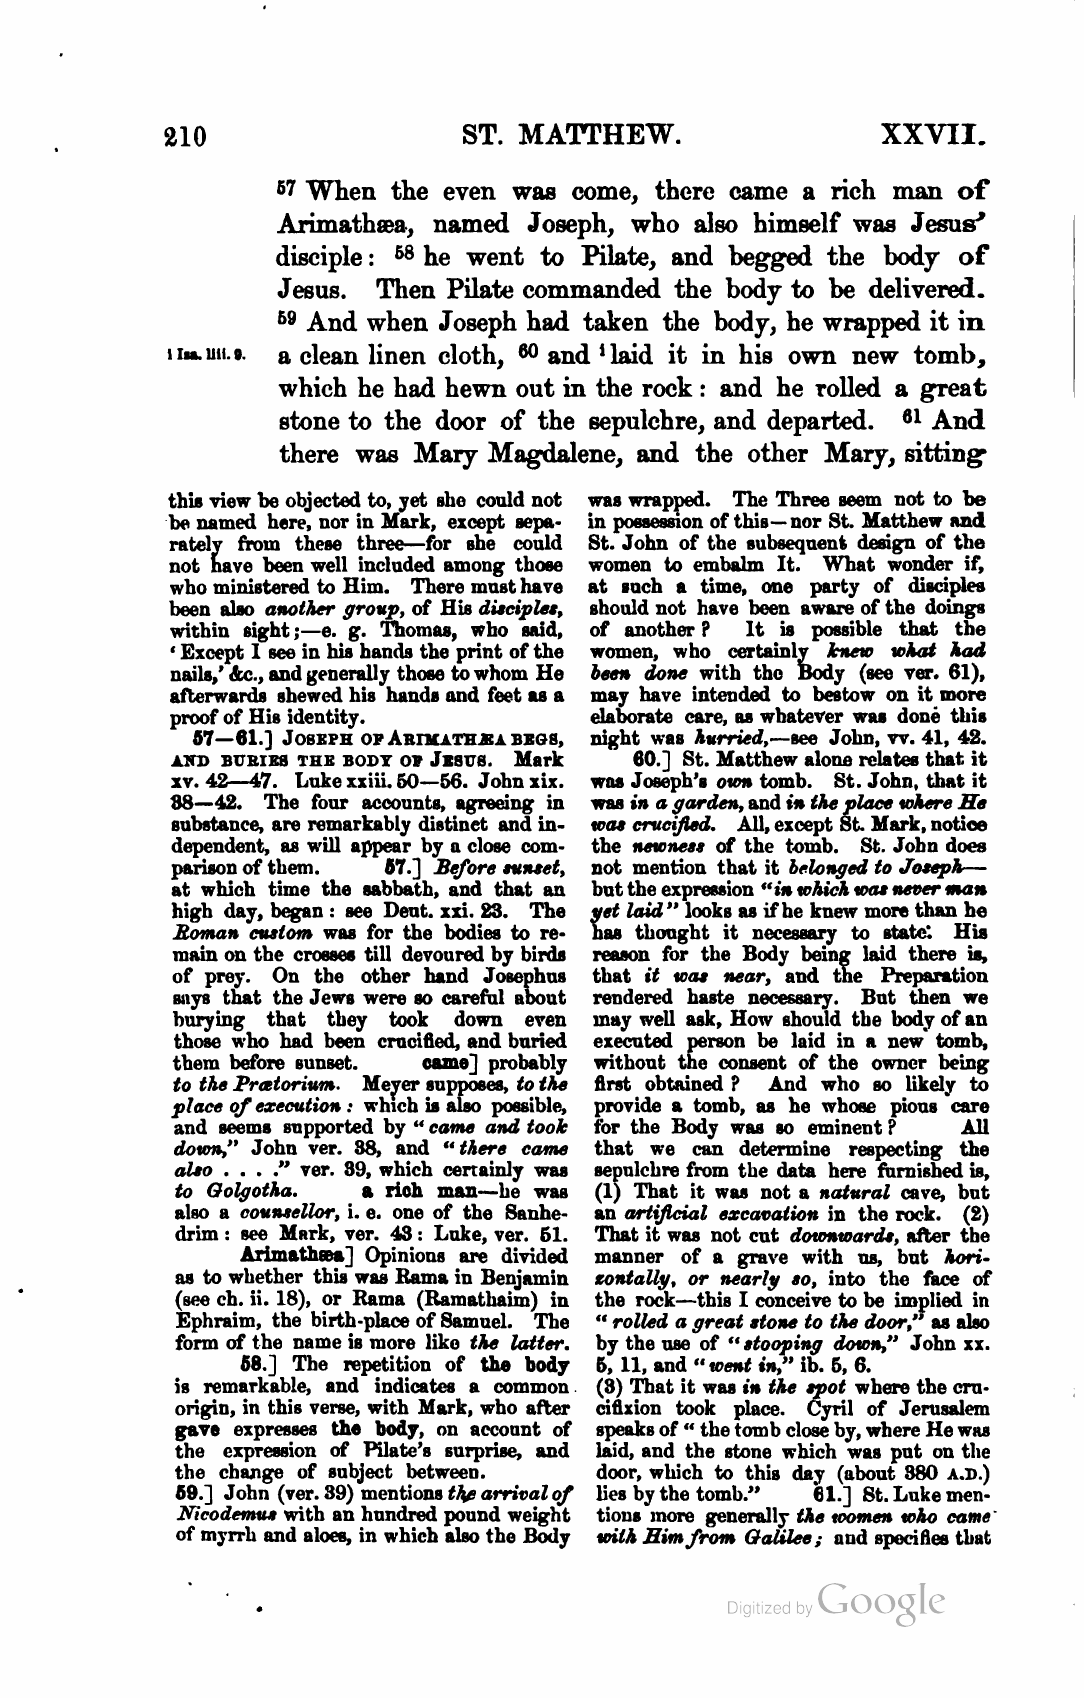 210 ST. MATTHEW. XXVII.
57 When the even was come, there came a rich man of
Arimathæa, named Joseph, who also himself was Jesus'
disciple: 58 he went to Pilate, and begged the body of
Jesus. Then Pilate commanded the body to be delivered.
59 And when Joseph had taken the body, he wrapped it in
l Isa. liii. 9. a clean linen cloth, 60 and l laid it in his own new tomb,
which he had hewn out in the rock: and he rolled a great
stone to the door of the sepulchre, and departed. 61 And
there was Mary Magdalene, and the other Mary, sitting
this view be objected to, yet she could not
be named here, nor in Mark, except sepa-
rately from these three—for she could
not have been well included among those
who ministered to Him. There must have
been also another group, of His disciples,
within sight;—e. g. Thomas, who said,
'Except I see in his hands the print of the
nails,' &c., and generally those to whom He
afterwards shewed his hands and feet as a
proof of His identity.
57—61.] JOSEPH OF ARIMATHÆA BEGS,
AND BURIES THE BODY OF JESUS. Mark
xv. 42—47. Luke xxiii. 50—56. John xix.
38—42. The four accounts, agreeing in
substance, are remarkably distinct and in-
dependent, as will appear by a close com-
parison of them. 57.] Before sunset,
at which time the sabbath, and that an
high day, began: see Deut. xxi. 23. The
Roman custom was for the bodies to re-
main on the crosses till devoured by birds
of prey. On the other hand Josephus
says that the Jews were so careful about
burying that they took down even
those who had been crucified, and buried
them before sunset. came] probably
to the Prætorium. Meyer supposes, to the
place of execution: which is also possible,
and seems supported by "came and took
down," John ver. 38, and "there came
also . . . ." ver. 39, which certainly was
to Golgotha. a rich man—he was
also a counsellor, i. e. one of the Sanhe-
drim: see Mark, ver. 43: Luke, ver. 51.
Arimathæa] Opinions are divided
as to whether this was Rama in Benjamin
(see ch. ii. 18), or Rama (Ramathaim) in
Ephraim, the birth-place of Samuel. The
form of the name is more like the latter.
58.] The repetition of the body
is remarkable, and indicates a common
origin, in this verse, with Mark, who after
gave expresses the body, on account of
the expression of Pilate's surprise, and
the change of subject between.
59.] John (ver. 39) mentions the arrival of
Nicodemus with an hundred pound weight
of myrrh and aloes, in which also the Body
was wrapped. The Three seem not to be
in possession of this—nor St. Matthew and
St. John of the subsequent design of the
women to embalm It. What wonder if,
at such a time, one party of disciples
should not have been aware of the doings
of another? It is possible that the
women, who certainly knew what had
been done with the Body (see ver. 61),
may have intended to bestow on it more
elaborate care, as whatever was done this
night was hurried,—see John, vv. 41, 42.
60.] St. Matthew alone relates that it
was Joseph's own tomb. St. John, that it
was in a garden, and in the place where He
was crucified. All, except St. Mark, notice
the newness of the tomb. St. John does
not mention that it belonged to Joseph—
but the expression "in which was never man
yet laid" looks as if he knew more than he
has thought it necessary to state. His
reason for the Body being laid there is,
that it was near, and the Preparation
rendered haste necessary. But then we
may well ask, How should the body of an
executed person be laid in a new tomb,
without the consent of the owner being
first obtained? And who so likely to
provide a tomb, as he whose pious care
for the Body was so eminent? All
that we can determine respecting the
sepulchre from the data here furnished is,
(1) That it was not a natural cave, but
an artificial excavation in the rock. (2)
That it was not cut downwards, after the
manner of a grave with us, but hori-
zontally, or nearly so, into the face of
the rock—this I conceive to be implied in
"rolled a great stone to the door," as also
by the use of "stooping down," John xx.
5, 11, and "went in," ib. 5, 6.
(3) That it was in the spot where the cru-
cifixion took place. Cyril of Jerusalem
speaks of "the tomb close by, where He was
laid, and the stone which was put on the
door, which to this day (about 380 A.D.)
lies by the tomb." 61.] St. Luke men-
tions more generally the women who came
with Him from Galilee; and specifies that
Digitized by Google